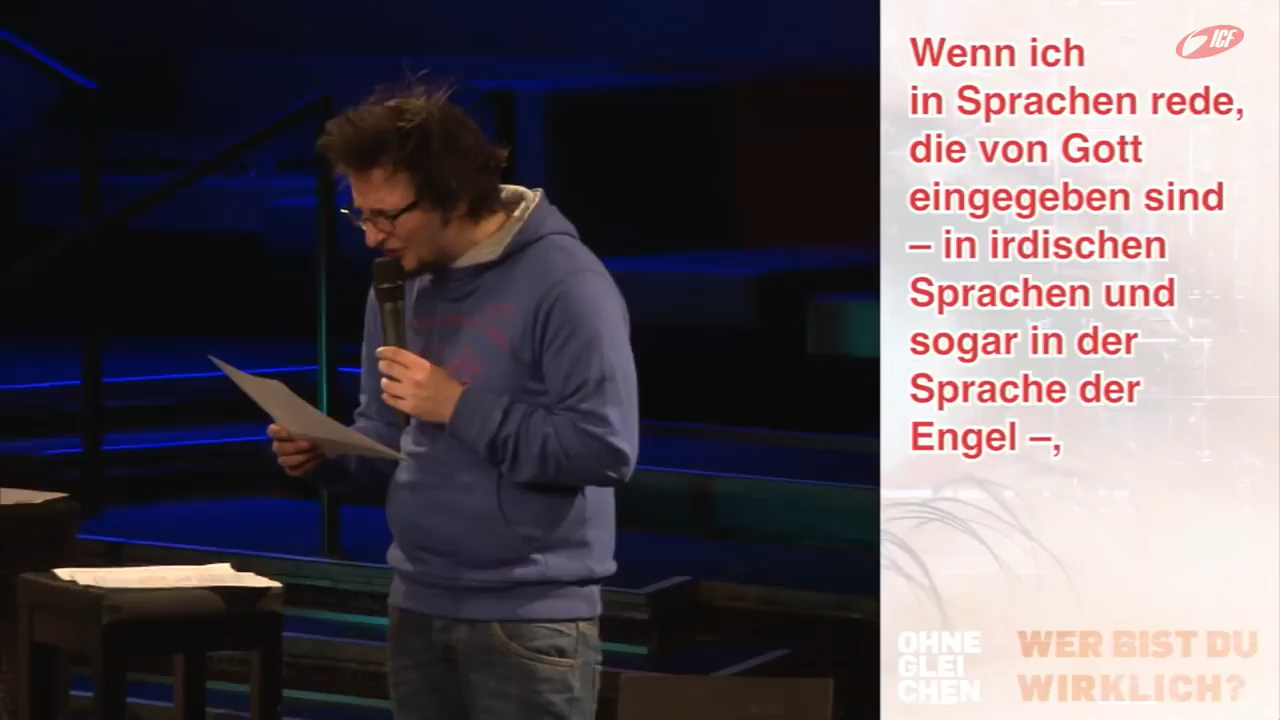 ICF
Wenn ich
in Sprachen rede,
die von Gott
eingegeben sind
– in irdischen
Sprachen und
sogar in der
Sprache der
Engel –,
OHNE
GLEI
CHEN
WER BIST DU
WIRKLICH?